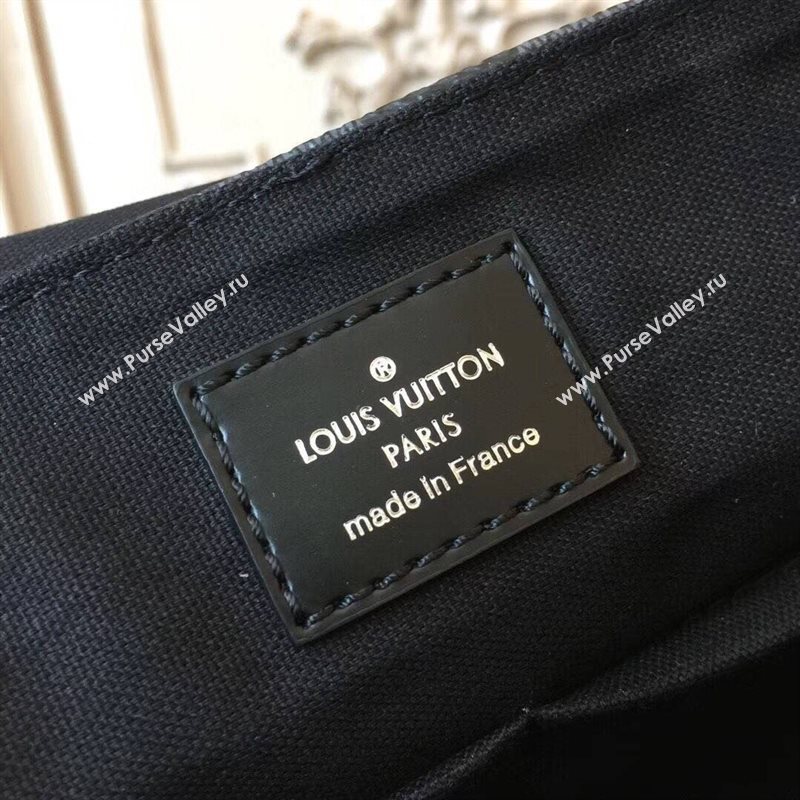 ®
LOUIS VUITTON
PARIS
made in France
www.PurseValley.ru
www.PurseValley.ru